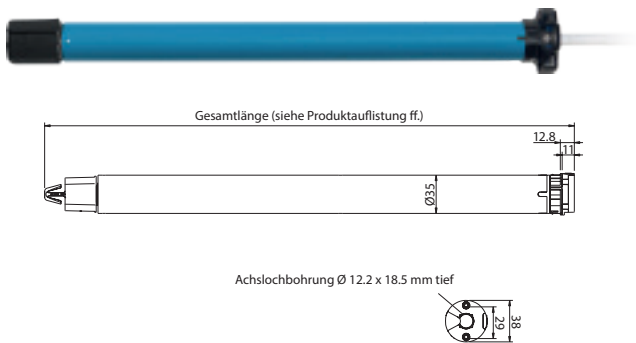 Gesamtlänge (siehe Produktauflistung ff.)
12.8
11
Ø35
Achslochbohrung Ø 12.2 x 18.5 mm tief
29
38